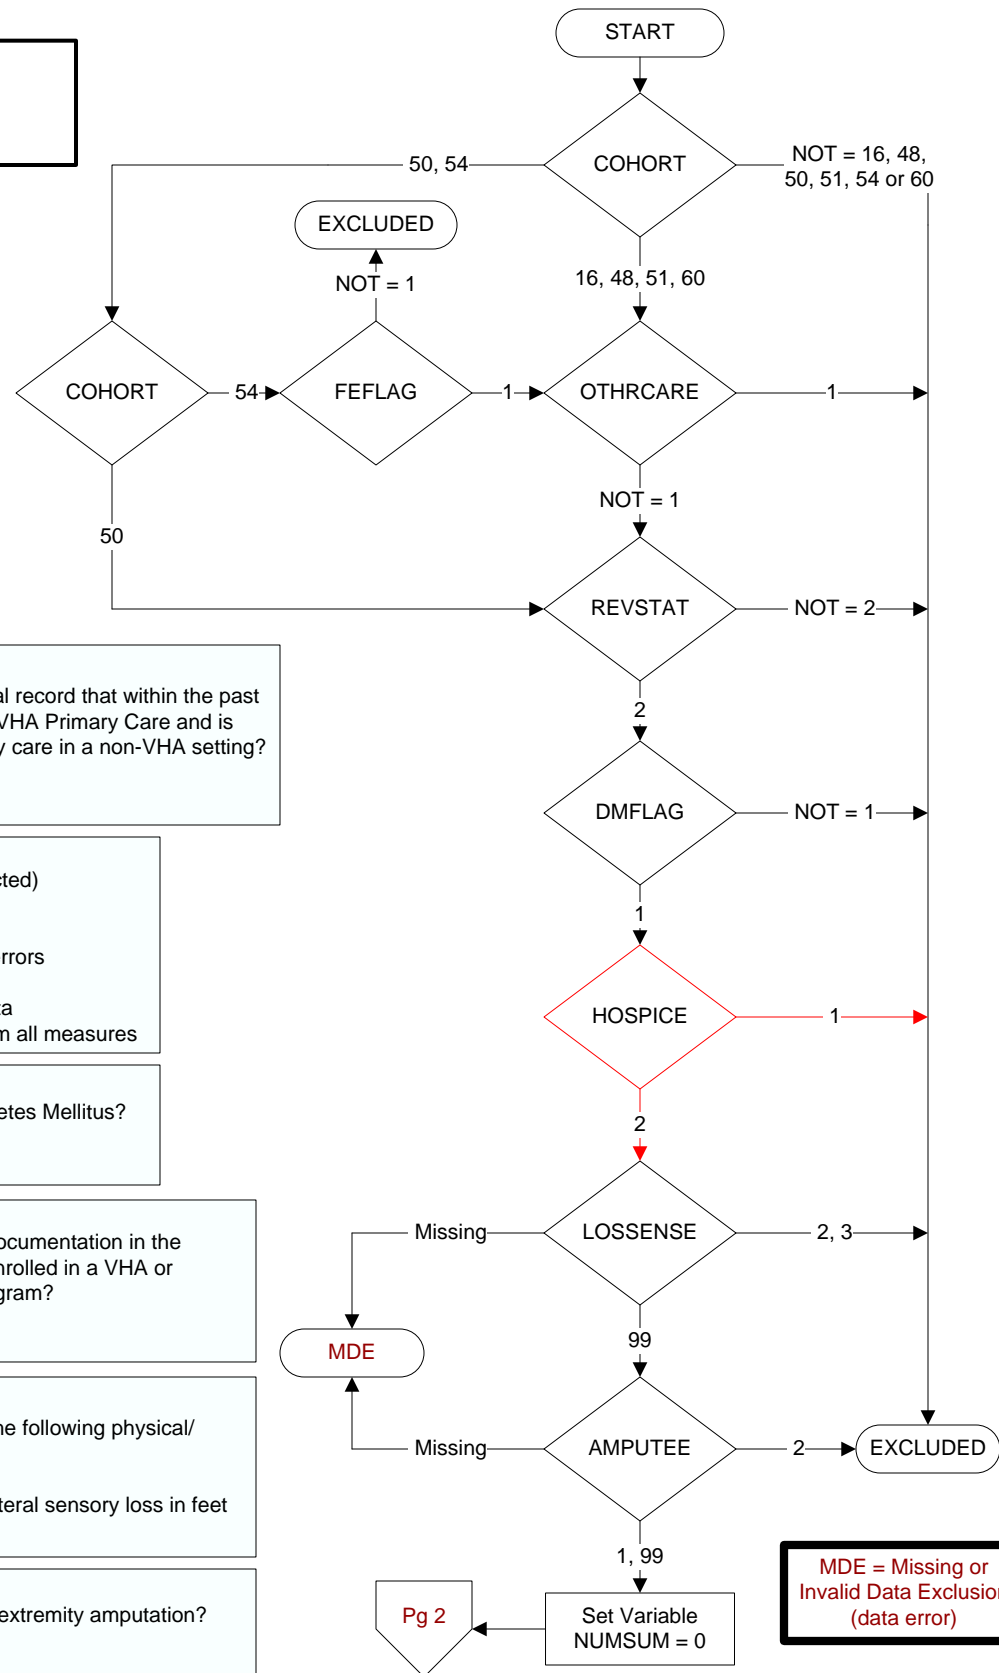 START
COHORT
50, 54
NOT = 16, 48,
50, 51, 54 or 60
EXCLUDED
NOT = 1
16, 48, 51, 60
COHORT
54
FEFLAG
1
OTHRCARE
1
NOT = 1
50
REVSTAT
NOT = 2
2
al record that within the past
VHA Primary Care and is
y care in a non-VHA setting?
DMFLAG
NOT = 1
1
cted)
errors
ta
m all measures
HOSPICE
1
2
etes Mellitus?
LOSSENSE
Missing
2, 3
ocumentation in the
nrolled in a VHA or
gram?
99
MDE
AMPUTEE
Missing
2
EXCLUDED
he following physical/
teral sensory loss in feet
1, 99
extremity amputation?
Pg 2
Set Variable
NUMSUM = 0
MDE = Missing or
Invalid Data Exclusion
(data error)